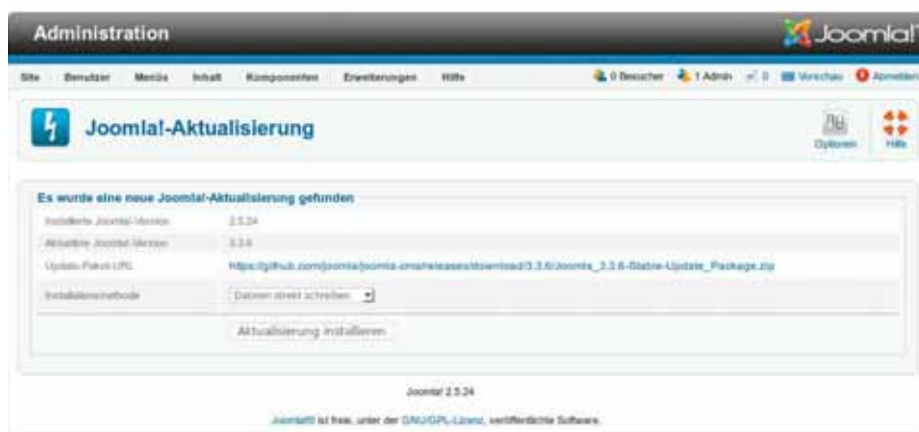 Administration
Joomla!
Site Benutzer Menüs Inhalt Komponenten Erweiterungen Hilfe 0 Besucher 1 Admin 0 Vorschau Abmelden
Joomla!-Aktualisierung
Optionen Hilfe
Es wurde eine neue Joomla!-Aktualisierung gefunden
Installierte Joomla!-Version 2.5.24
Aktuellste Joomla!-Version 3.3.6
Update-Paket-URL https://github.com/joomla/joomla-cms/releases/download/3.3.6/Joomla_3.3.6-Stable-Update_Package.zip
Installationsmethode Dateien direkt schreiben
Aktualisierung installieren
Joomla! 2.5.24
Joomla!® ist freie, unter der GNU/GPL-Lizenz, veröffentlichte Software.